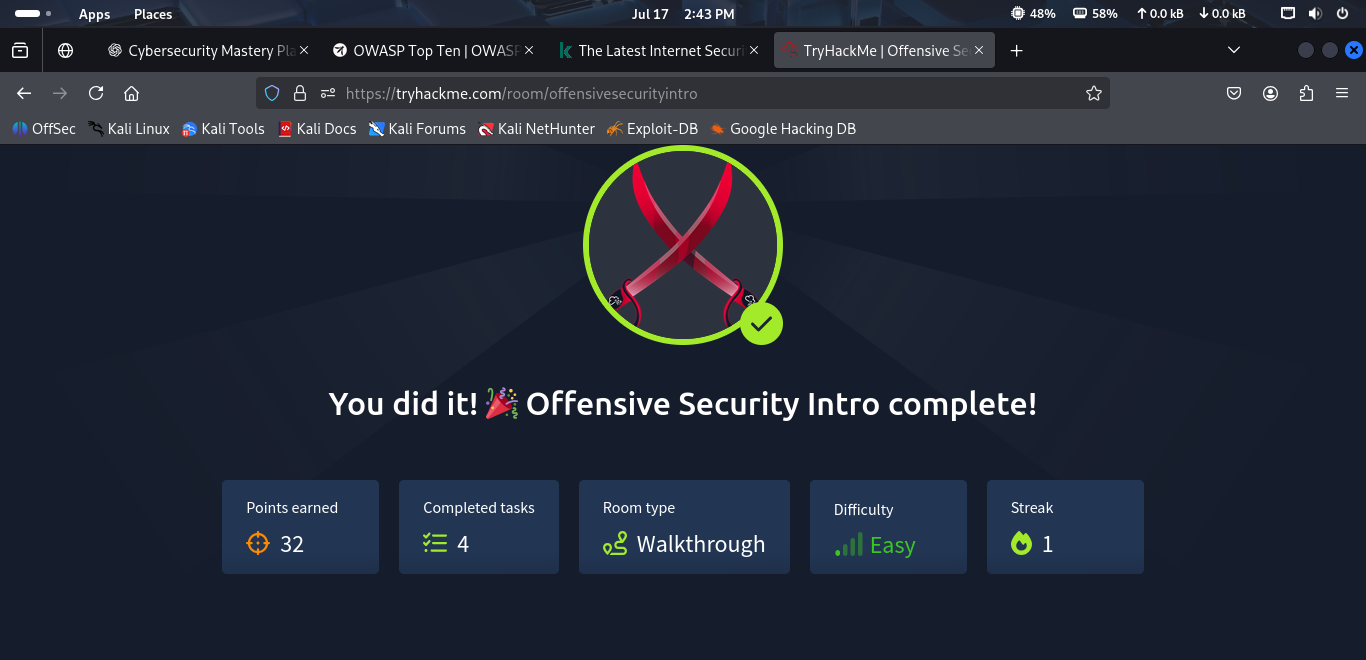 Apps Places Jul 17 2:43 PM 48% 58% 0.0 kB 0.0 kB
Cybersecurity Mastery Pla OWASP Top Ten | OWASP The Latest Internet Securi TryHackMe | Offensive Se
https://tryhackme.com/room/offensivesecurityintro
OffSec Kali Linux Kali Tools Kali Docs Kali Forums Kali NetHunter Exploit-DB Google Hacking DB
You did it! Offensive Security Intro complete!
Points earned Completed tasks Room type Difficulty Streak
32 4 Walkthrough Easy 1